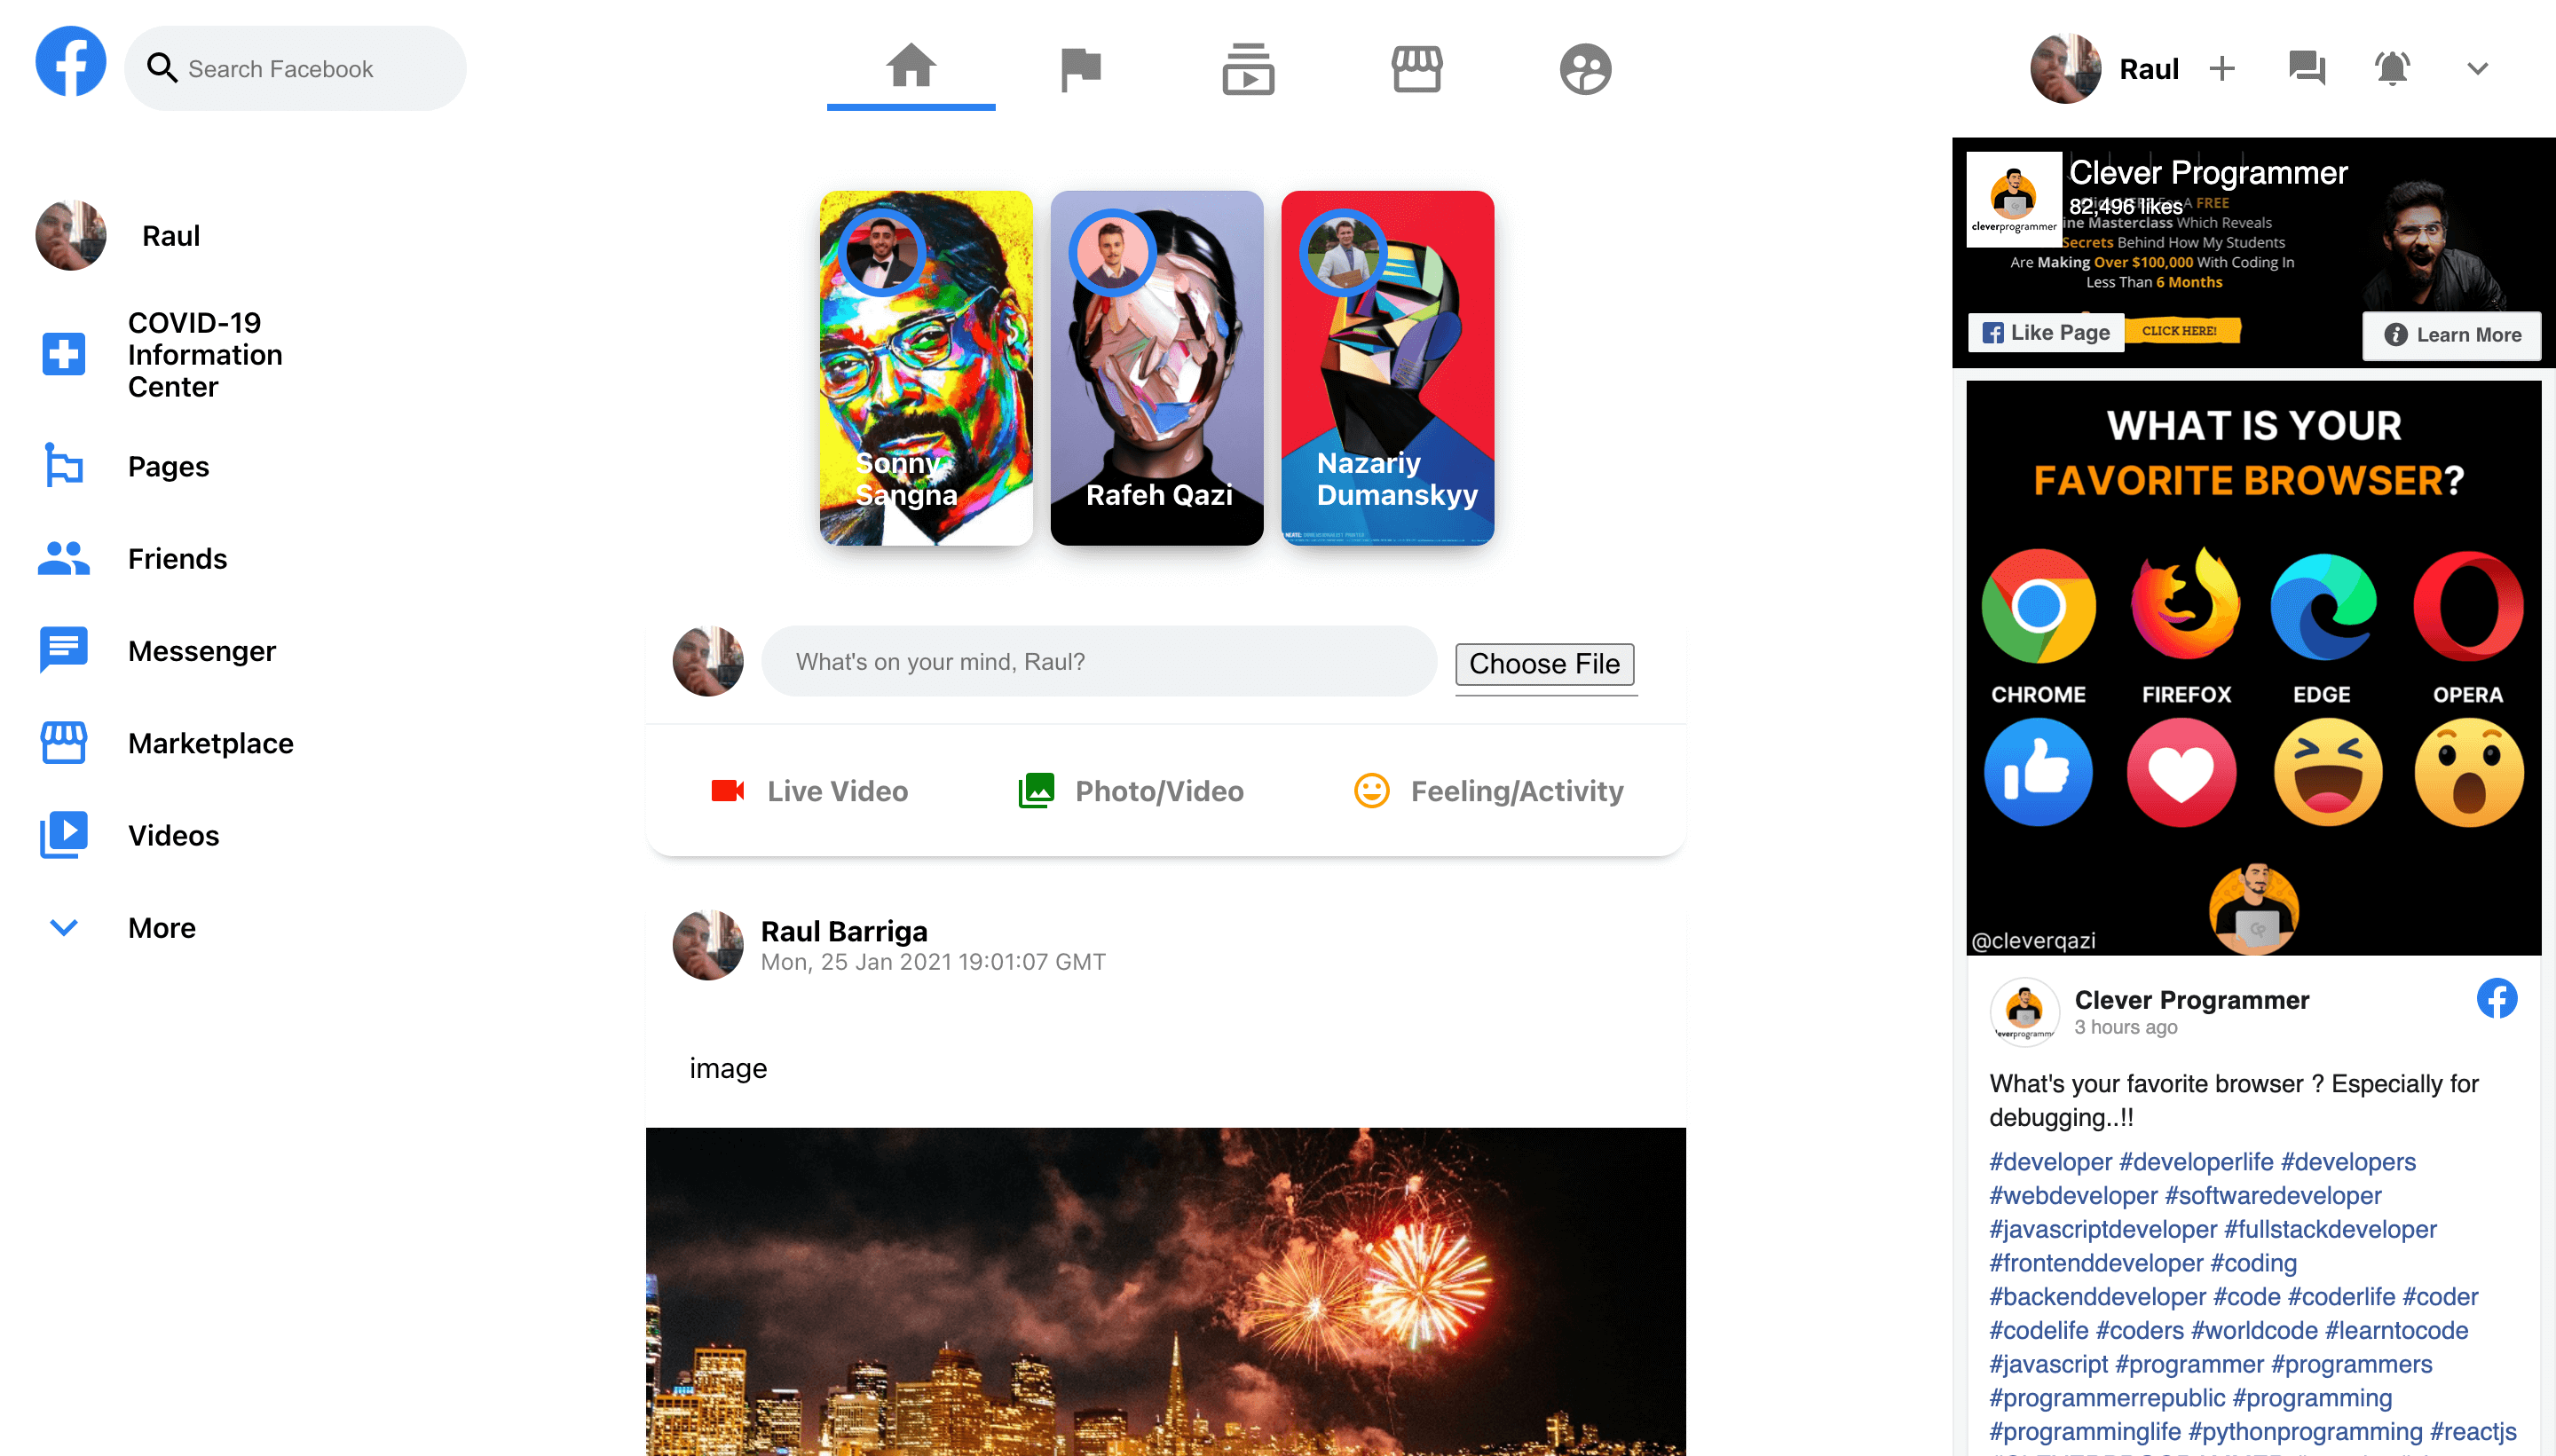 Search Facebook
Raul
Raul
COVID-19
Information
Center
Pages
Friends
Messenger
Marketplace
Videos
More
Sonny
Sangha
Rafeh Qazi
Nazariy
Dumanskyy
What's on your mind, Raul?
Choose File
Live Video
Photo/Video
Feeling/Activity
Raul Barriga
Mon, 25 Jan 2021 19:01:07 GMT
image
Clever Programmer
82,496 likes
cleverprogrammer
A FREE
Masterclass Which Reveals
Secrets Behind How My Students
Are Making Over $100,000 With Coding In
Less Than 6 Months
Like Page
CLICK HERE!
Learn More
WHAT IS YOUR
FAVORITE BROWSER?
CHROME
FIREFOX
EDGE
OPERA
@cleverqazi
Clever Programmer
3 hours ago
What's your favorite browser ? Especially for
debugging..!!
#developer #developerlife #developers
#webdeveloper #softwaredeveloper
#javascriptdeveloper #fullstackdeveloper
#frontenddeveloper #coding
#backenddeveloper #code #coderlife #coder
#codelife #coders #worldcode #learntocode
#javascript #programmer #programmers
#programmerrepublic #programming
#programminglife #pythonprogramming #reactjs